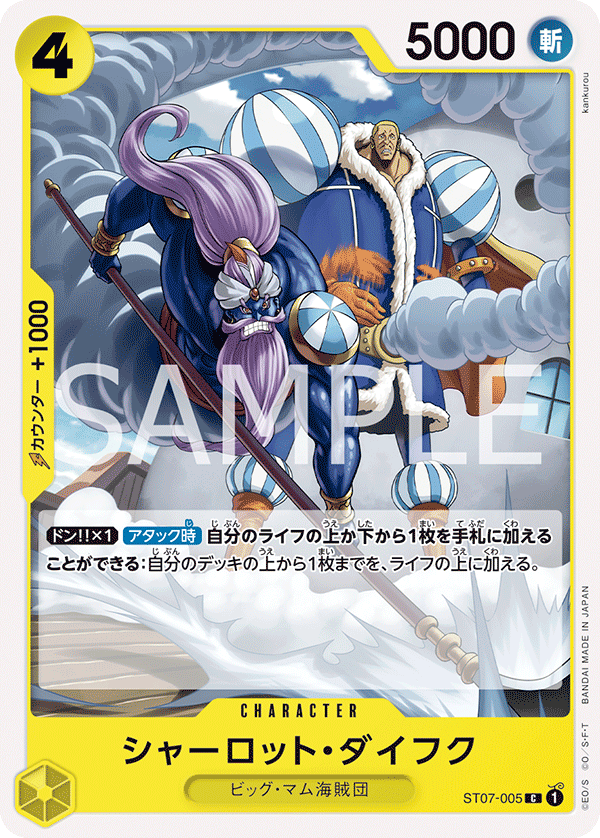 4
5000
斬
kankurou
カウンター +1000
SAMPLE
ドン!!×1 アタック時 自分のライフの上か下から1枚を手札に加える
ことができる:自分のデッキの上から1枚までを、ライフの上に加える。
CHARACTER
シャーロット・ダイフク
ビッグ・マム海賊団
ST07-005 C 1
©E.O/S ©O/S・F・T BANDAI MADE IN JAPAN